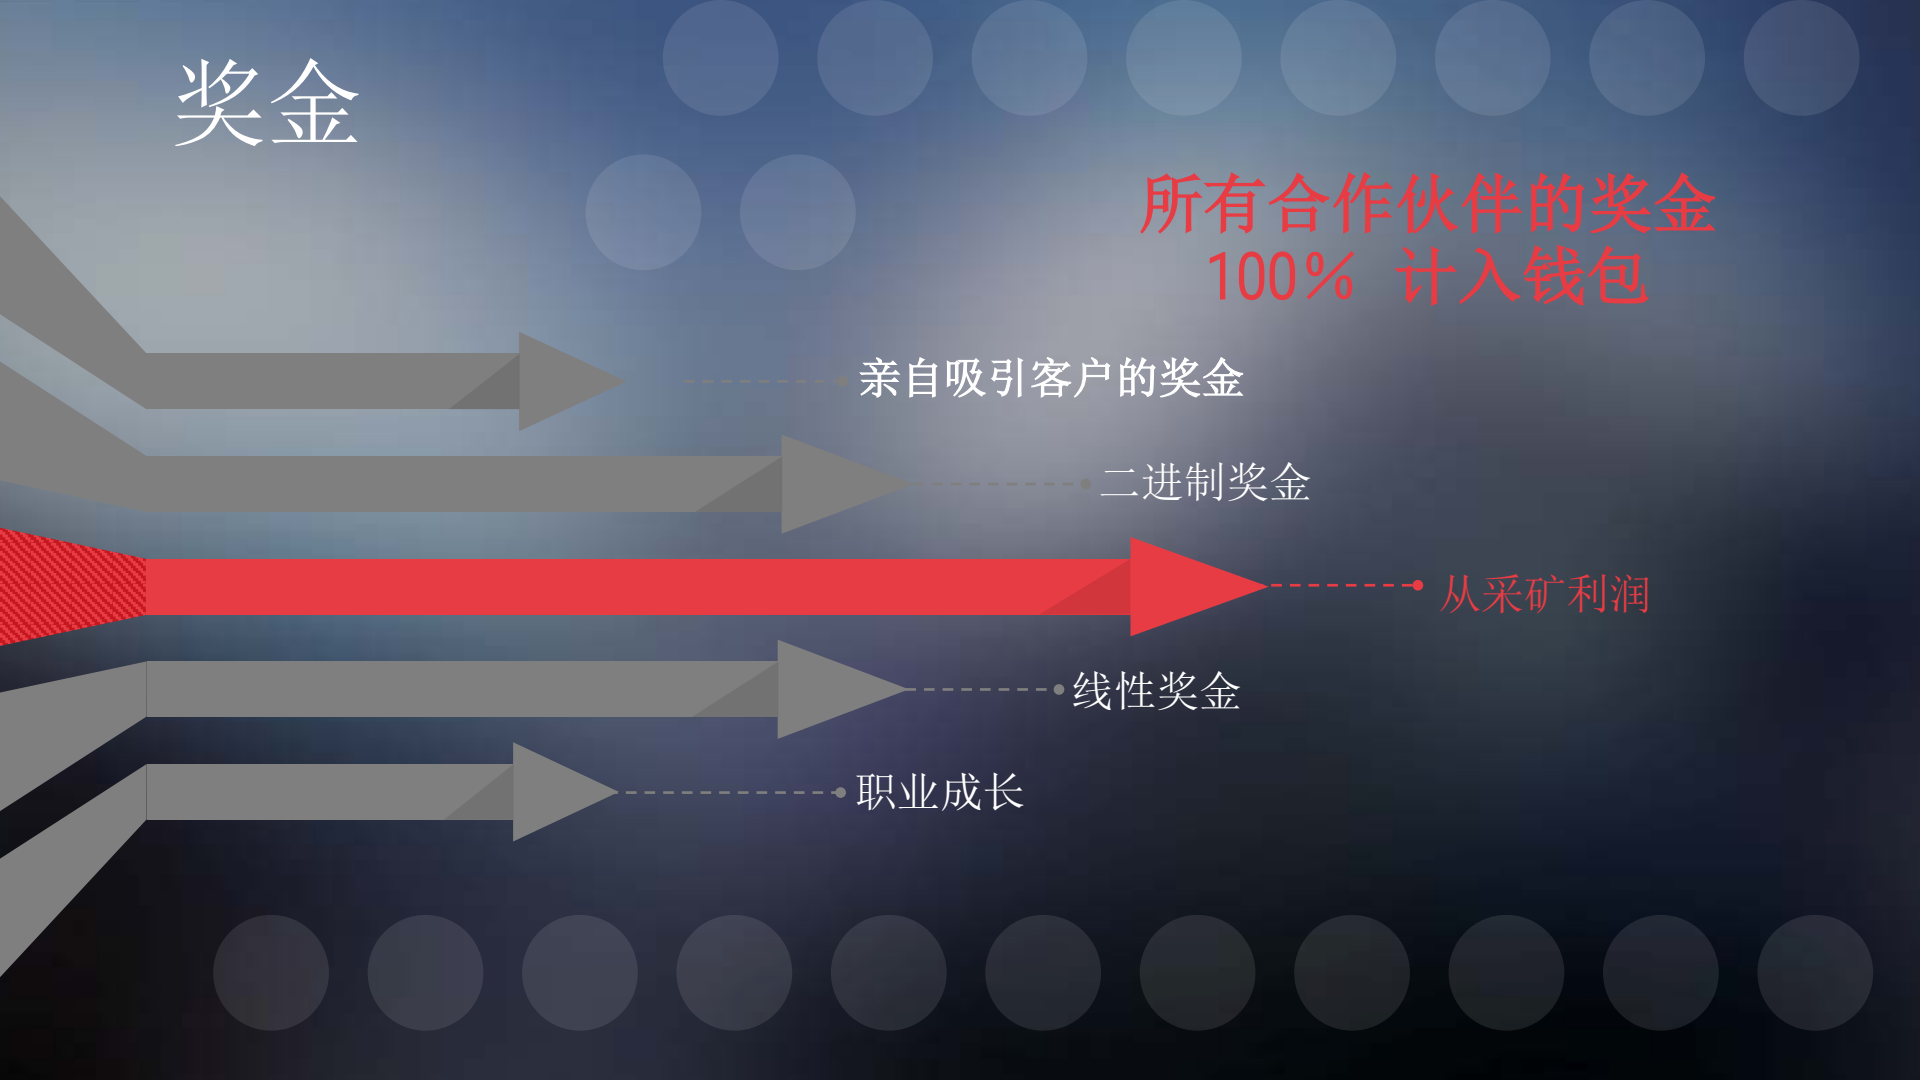 奖金
所有合作伙伴的奖金
100% 计入钱包
亲自吸引客户的奖金
二进制奖金
从采矿利润
线性奖金
职业成长